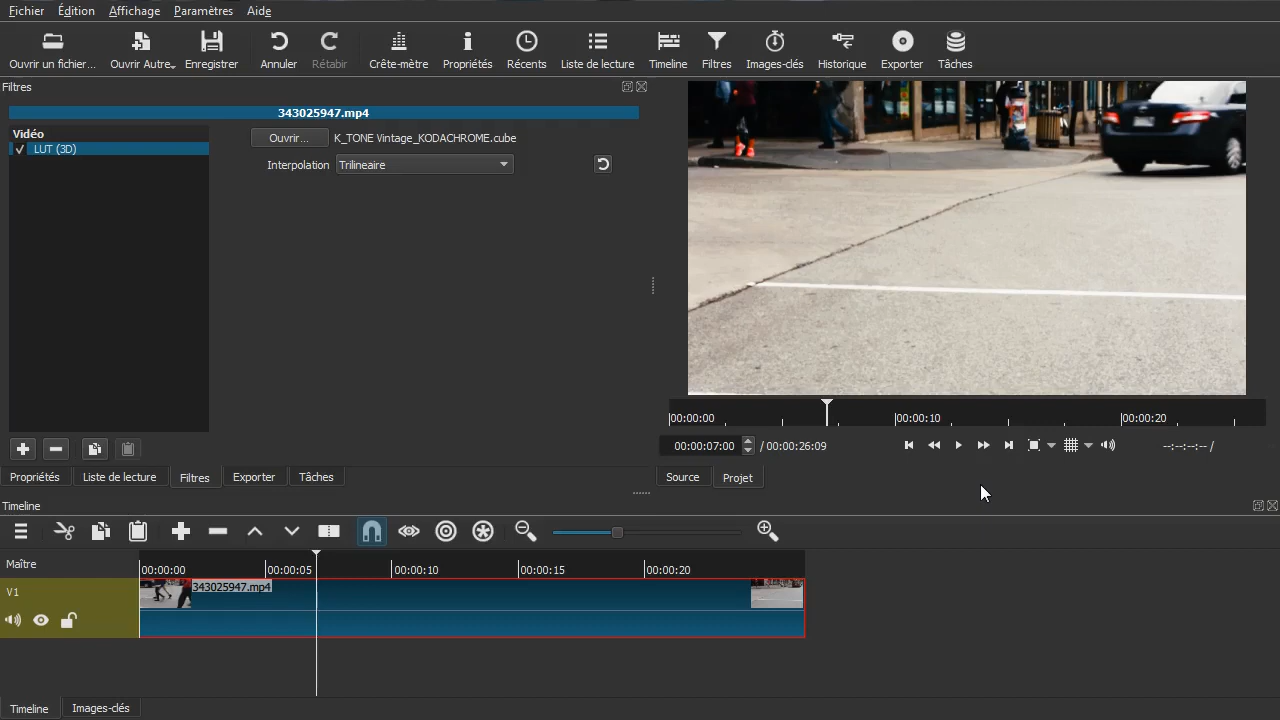 Fichier Édition Affichage Paramètres Aide
Ouvrir un fichier... Ouvrir Autre... Enregistrer Annuler Rétabir Crête-mètre Propriétés Récents Liste de lecture Timeline Filtres Images-clés Historique Exporter Tâches
Filtres
343025947.mp4
Vidéo
LUT (3D)
Ouvrir... K_TONE Vintage_KODACHROME.cube
Interpolation Trilineaire
00:00:00 00:00:10 00:00:20
00:00:07:00 / 00:00:26:09 --:--:--:-- /
Propriétés Liste de lecture Filtres Exporter Tâches
Source Projet
Timeline
Maître
00:00:00 00:00:05 00:00:10 00:00:15 00:00:20
V1
343025947.mp4
Timeline Images-clés